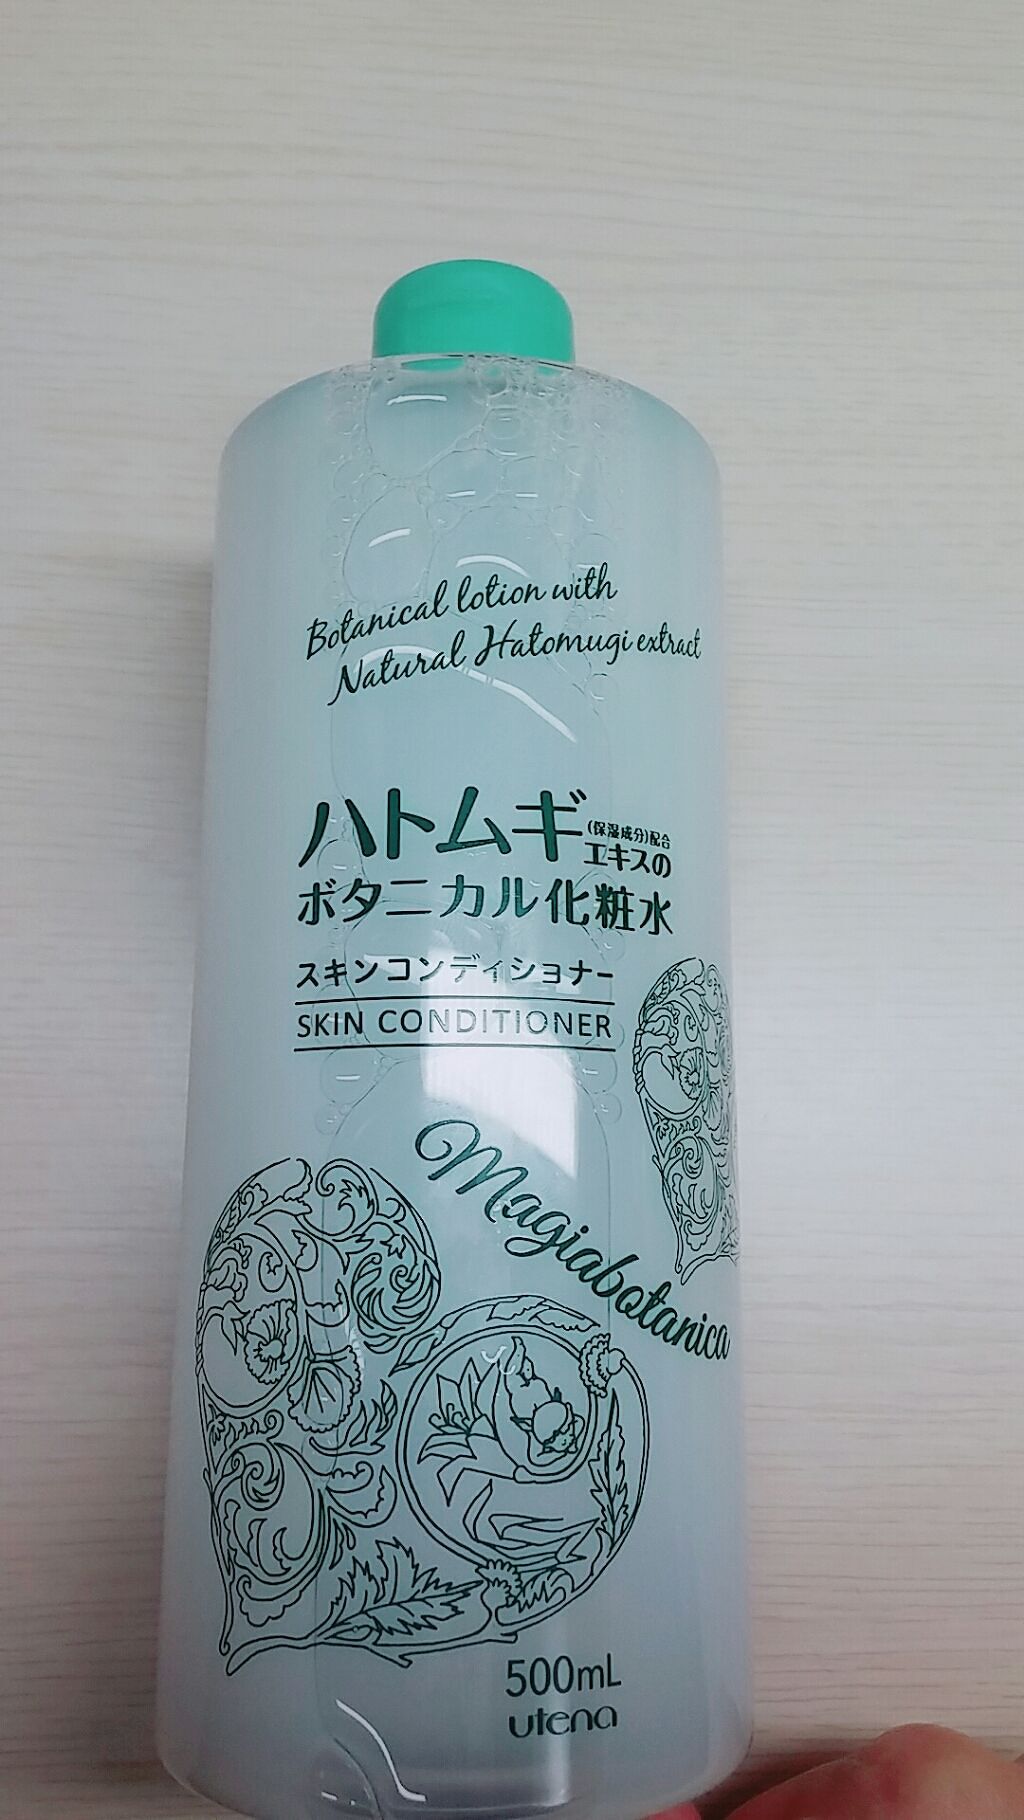 Botanical lotion with
Natural Hatomugi extract
ハトムギ(保湿成分)配合
エキスの
ボタニカル化粧水
スキンコンディショナー
SKIN CONDITIONER
Magiabotanica
500mL
utena